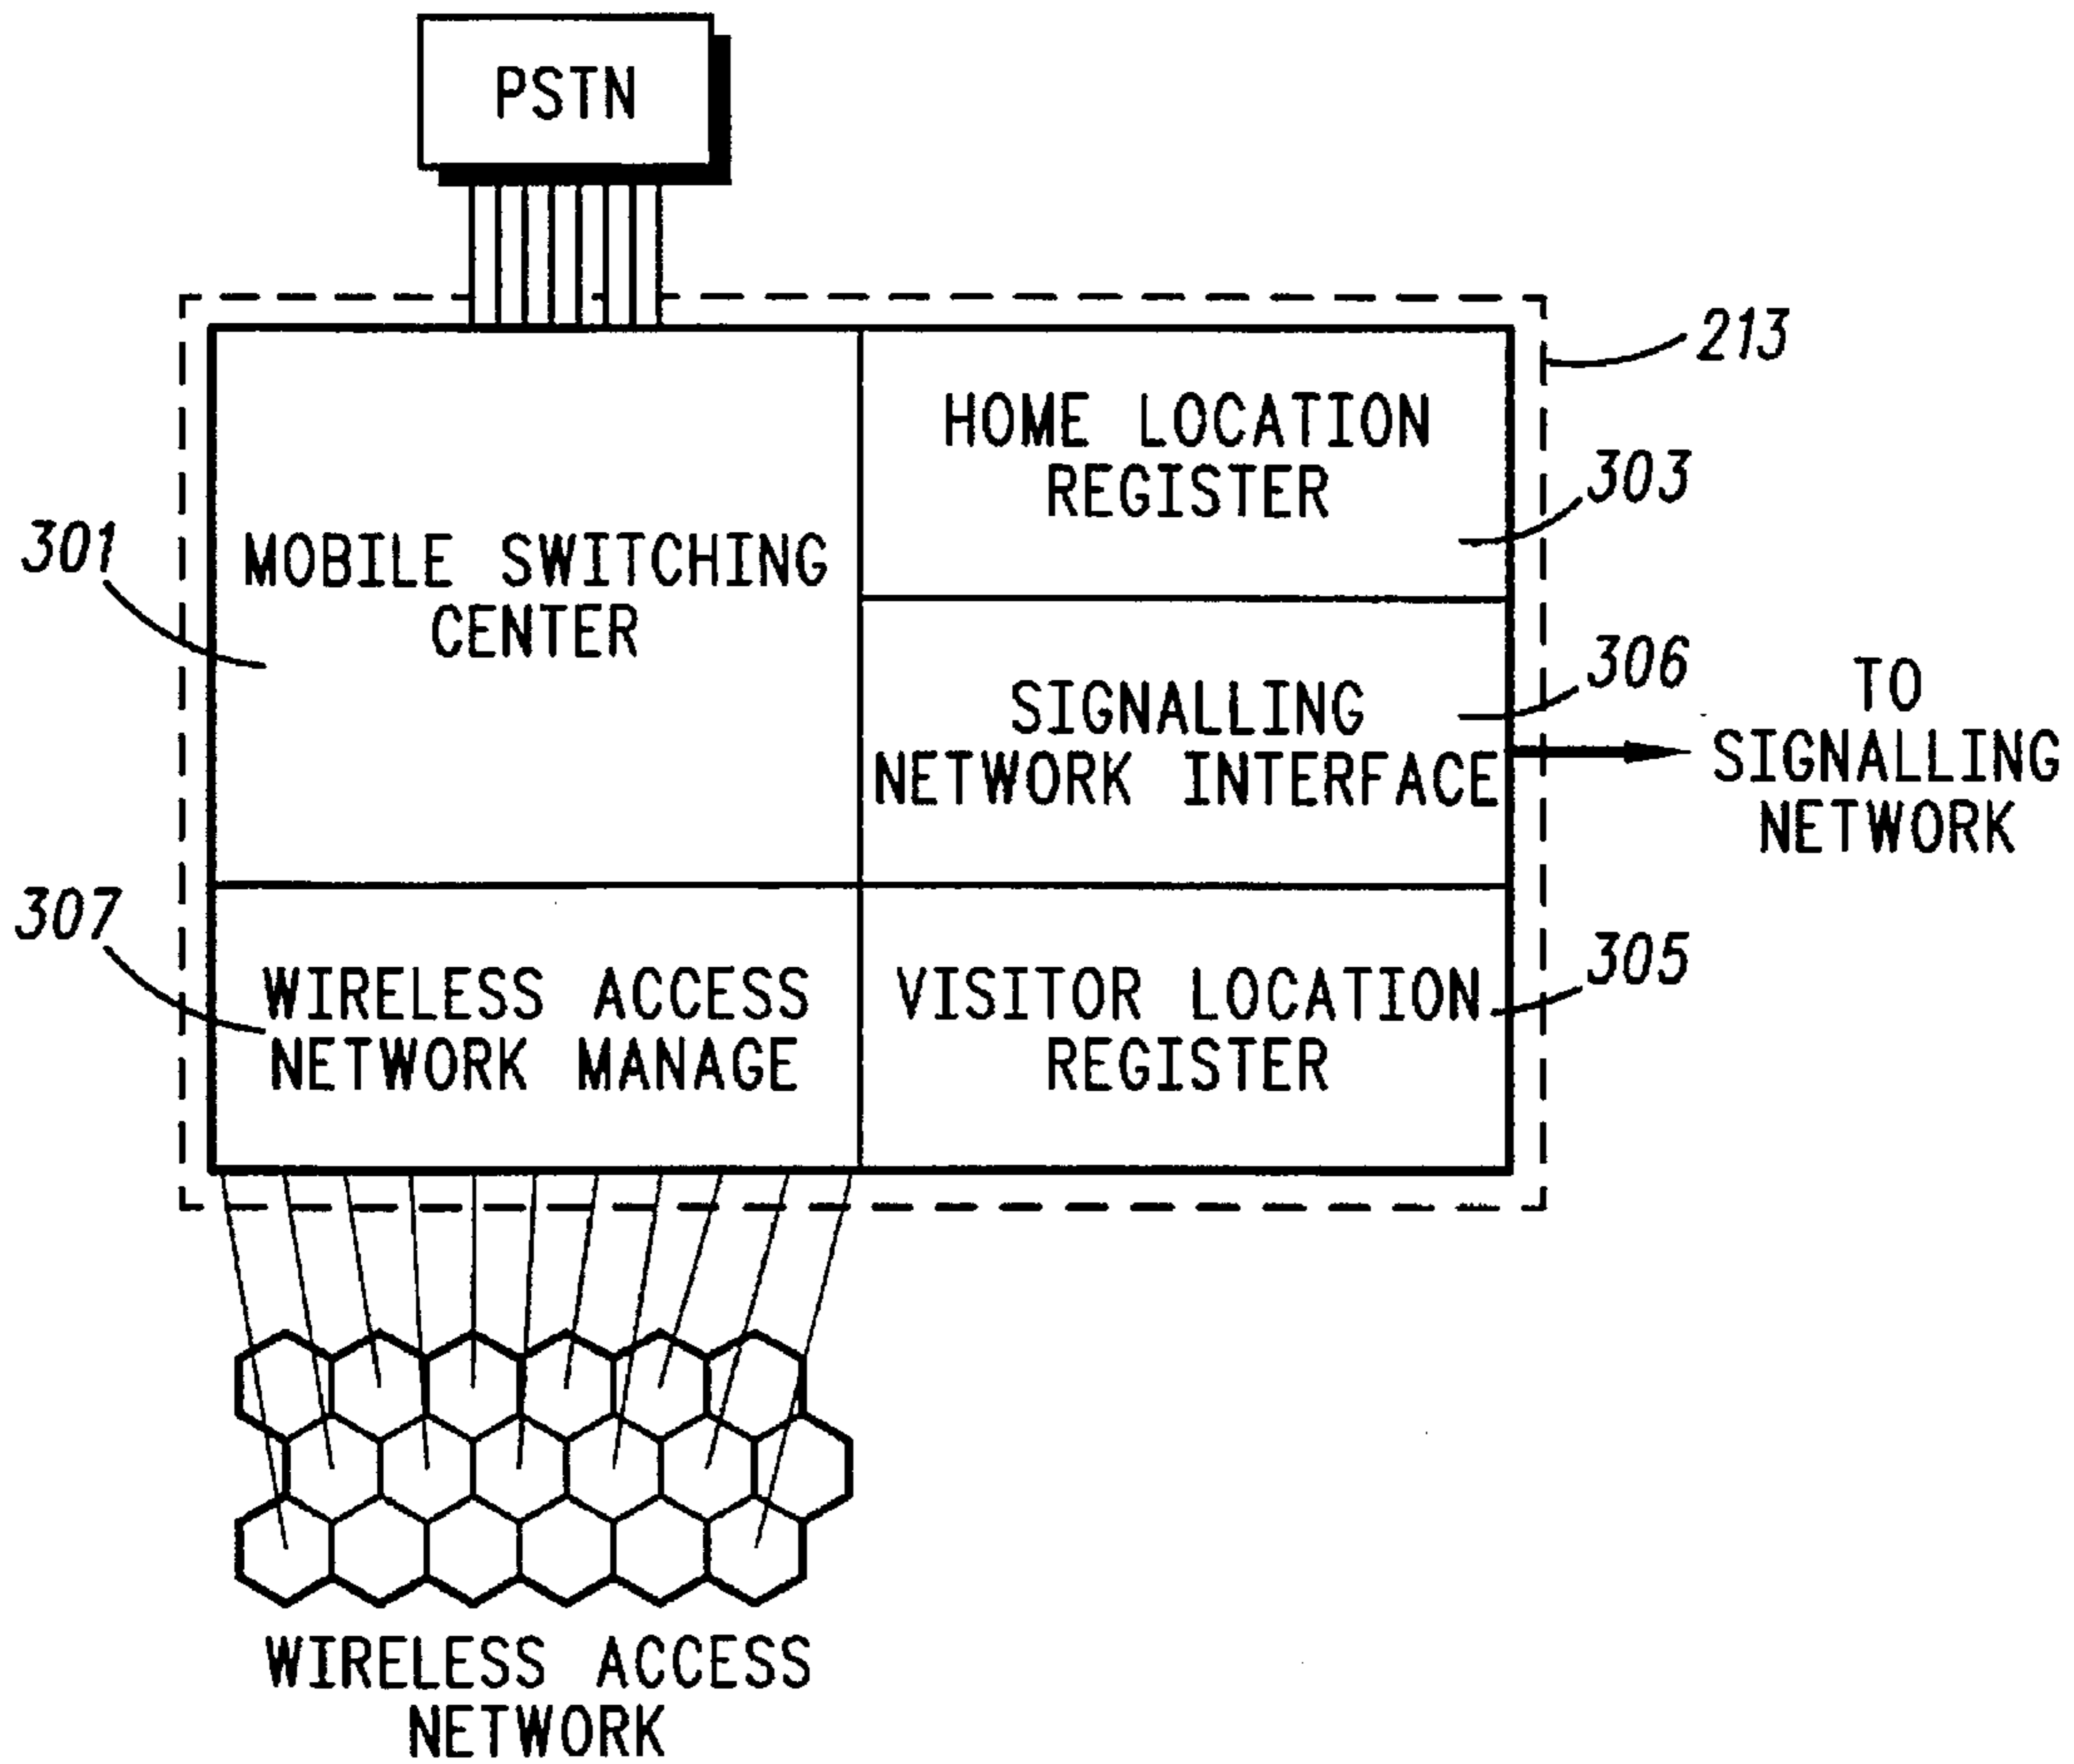 PSTN
213
HOME LOCATION
REGISTER
303
301
MOBILE SWITCHING
CENTER
306
SIGNALLING
NETWORK INTERFACE
TO
SIGNALLING
NETWORK
307
WIRELESS ACCESS
NETWORK MANAGE
VISITOR LOCATION
REGISTER
305
WIRELESS ACCESS
NETWORK